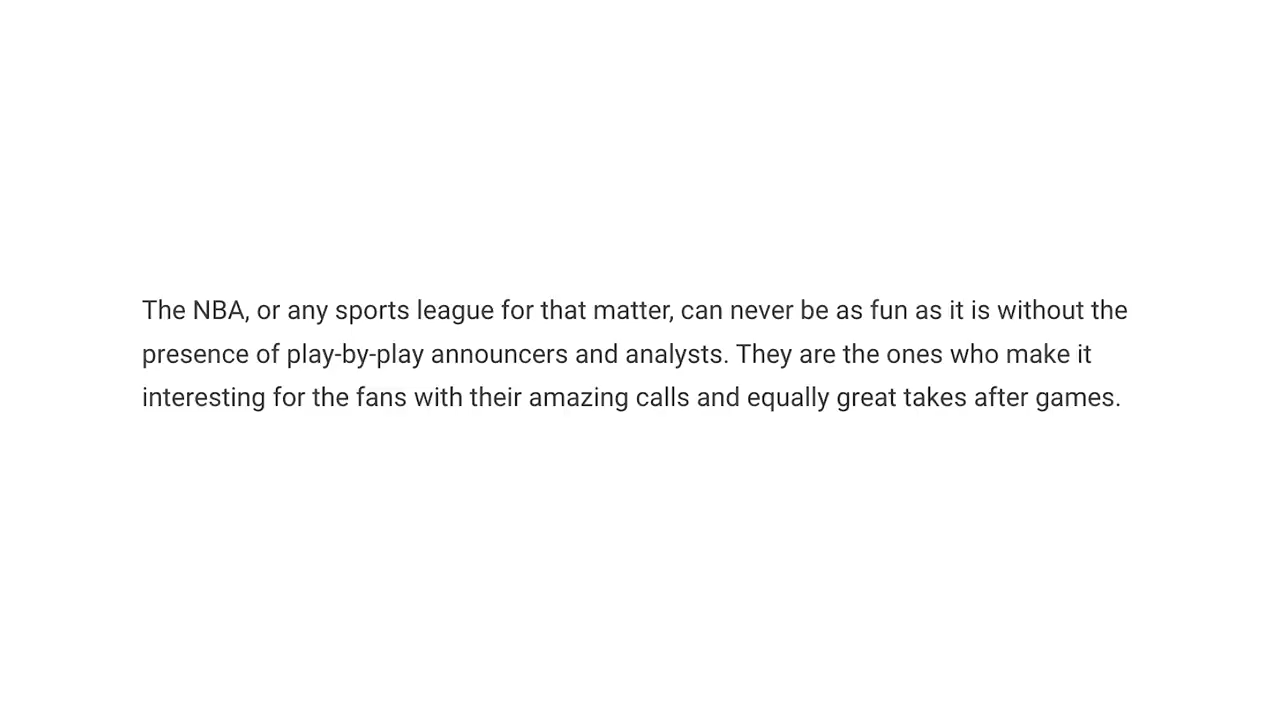 The NBA, or any sports league for that matter, can never be as fun as it is without the
presence of play-by-play announcers and analysts. They are the ones who make it
interesting for the fans with their amazing calls and equally great takes after games.